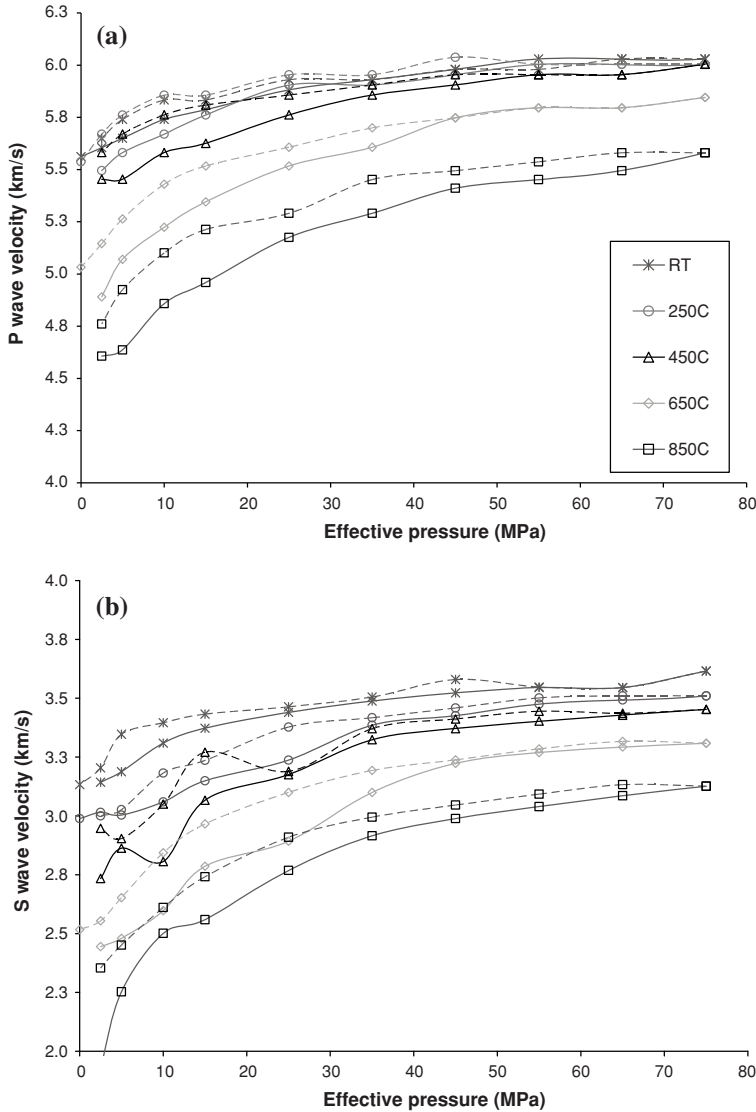 (a)
6.3
6.0
5.8
5.5
5.3
5.0
4.8
4.5
4.3
4.0
P wave velocity (km/s)
RT
250C
450C
650C
850C
0 10 20 30 40 50 60 70 80
Effective pressure (MPa)
(b)
4.0
3.8
3.5
3.3
3.0
2.8
2.5
2.3
2.0
S wave velocity (km/s)
0 10 20 30 40 50 60 70 80
Effective pressure (MPa)